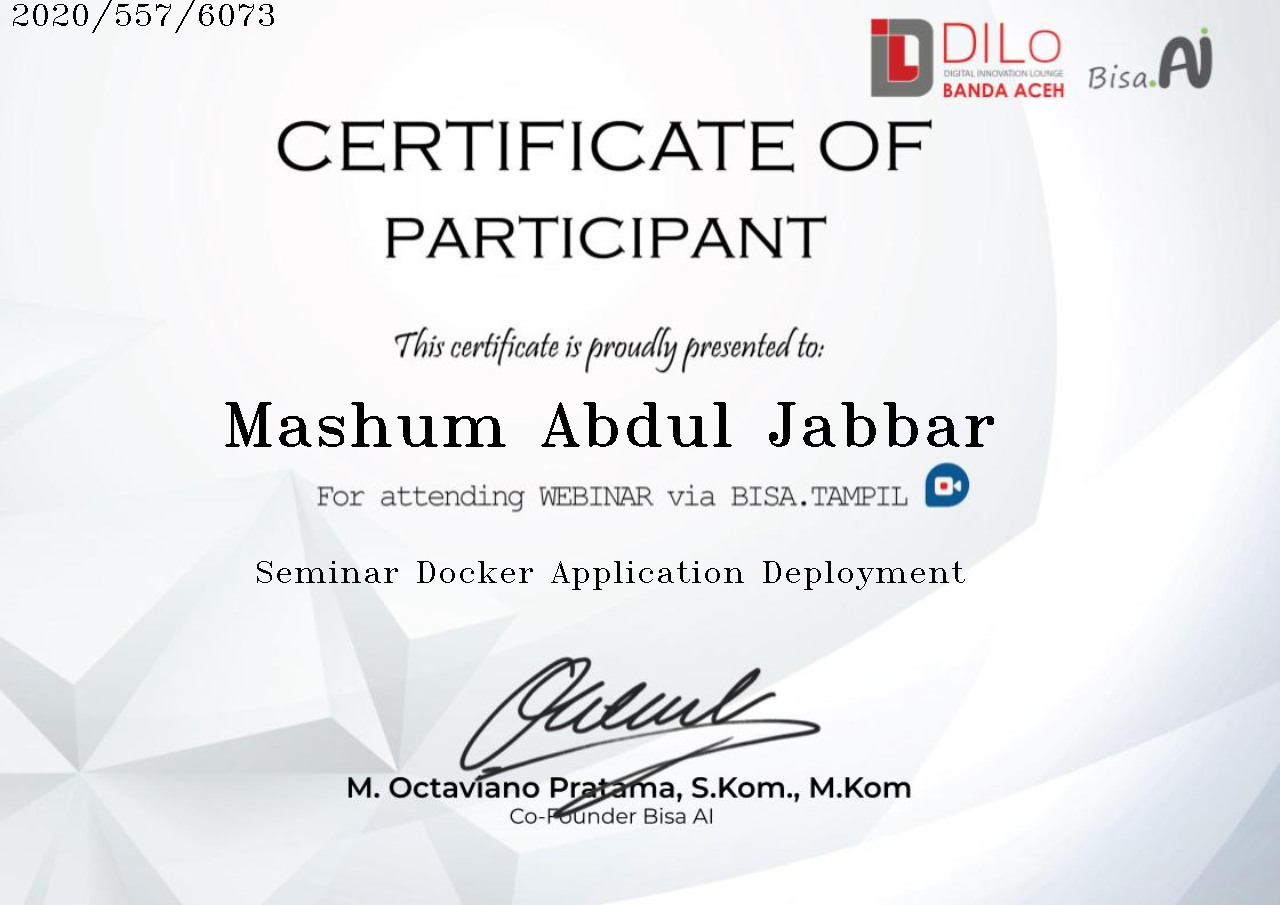 2020/557/6073
DILo
DIGITAL INNOVATION LOUNGE
BANDA ACEH
Bisa.AI
CERTIFICATE OF
PARTICIPANT
This certificate is proudly presented to:
Mashum Abdul Jabbar
For attending WEBINAR via BISA.TAMPIL
Seminar Docker Application Deployment
M. Octaviano Pratama, S.Kom., M.Kom
Co-Founder Bisa AI